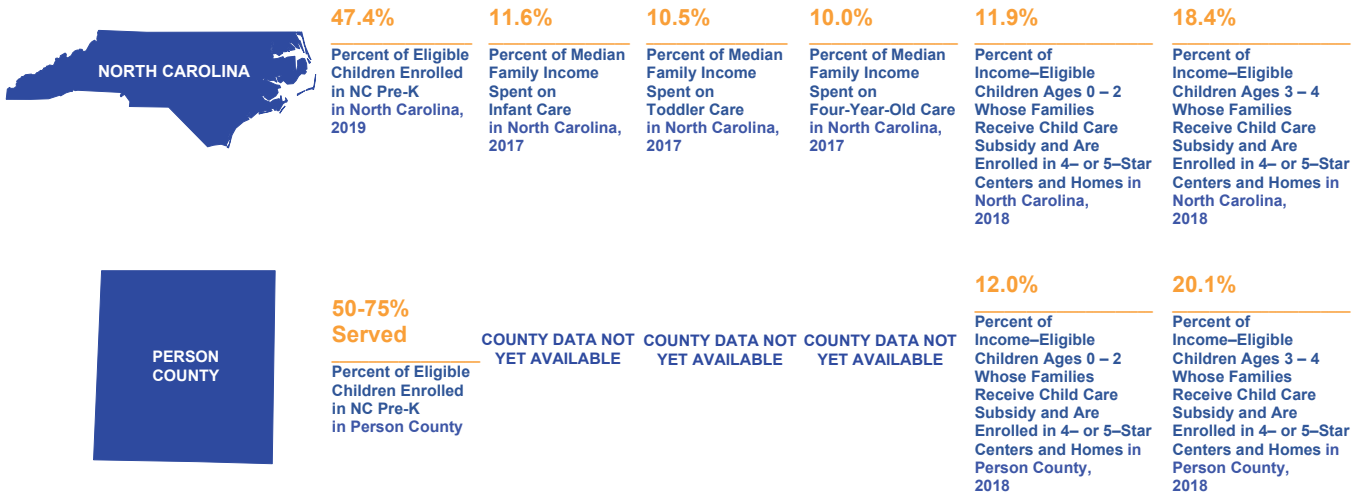 NORTH CAROLINA
47.4%
Percent of Eligible
Children Enrolled
in NC Pre-K
in North Carolina,
2019
11.6%
Percent of Median
Family Income
Spent on
Infant Care
in North Carolina,
2017
10.5%
Percent of Median
Family Income
Spent on
Toddler Care
in North Carolina,
2017
10.0%
Percent of Median
Family Income
Spent on
Four-Year-Old Care
in North Carolina,
2017
11.9%
Percent of
Income–Eligible
Children Ages 0 – 2
Whose Families
Receive Child Care
Subsidy and Are
Enrolled in 4– or 5–Star
Centers and Homes in
North Carolina,
2018
18.4%
Percent of
Income–Eligible
Children Ages 3 – 4
Whose Families
Receive Child Care
Subsidy and Are
Enrolled in 4– or 5–Star
Centers and Homes in
North Carolina,
2018
PERSON
COUNTY
50-75%
Served
Percent of Eligible
Children Enrolled
in NC Pre-K
in Person County
COUNTY DATA NOT
YET AVAILABLE
COUNTY DATA NOT
YET AVAILABLE
COUNTY DATA NOT
YET AVAILABLE
12.0%
Percent of
Income–Eligible
Children Ages 0 – 2
Whose Families
Receive Child Care
Subsidy and Are
Enrolled in 4– or 5–Star
Centers and Homes in
Person County,
2018
20.1%
Percent of
Income–Eligible
Children Ages 3 – 4
Whose Families
Receive Child Care
Subsidy and Are
Enrolled in 4– or 5–Star
Centers and Homes in
Person County,
2018